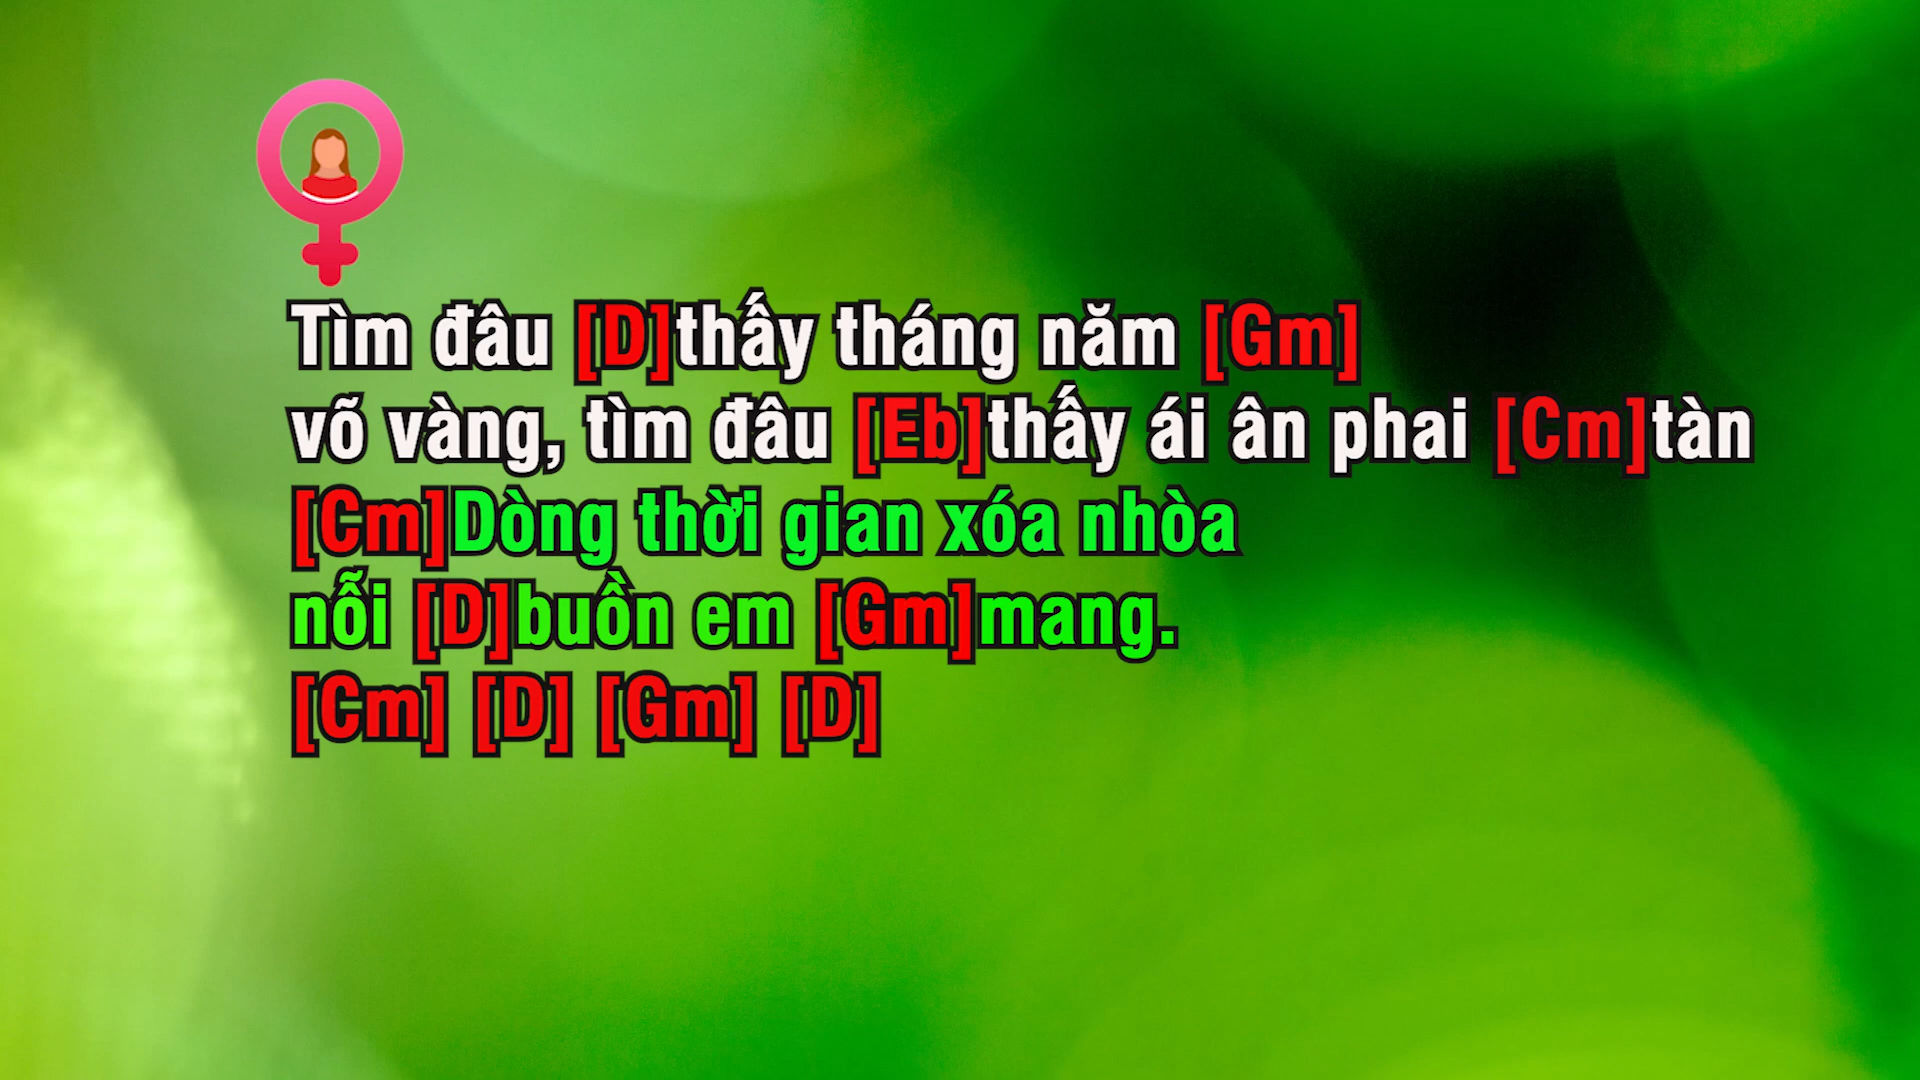 Tìm đâu [D]thấy tháng năm [Gm]
võ vàng, tìm đâu [Eb]thấy ái ân phai [Cm]tàn
[Cm]Dòng thời gian xóa nhòa
nỗi [D]buồn em [Gm]mang.
[Cm] [D] [Gm] [D]